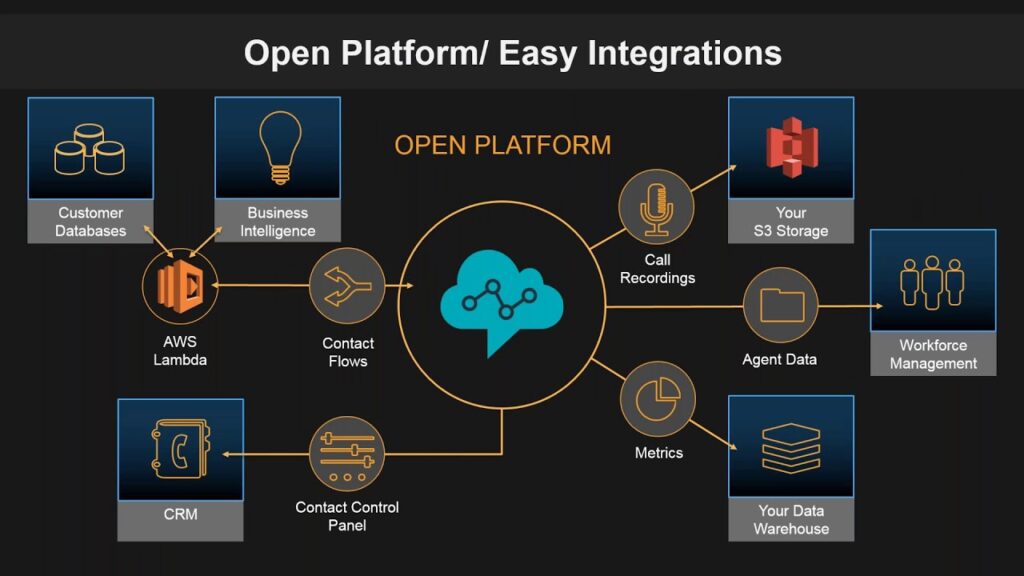 Open Platform/ Easy Integrations
OPEN PLATFORM
Customer
Databases
Business
Intelligence
AWS
Lambda
Contact
Flows
CRM
Contact Control
Panel
Call
Recordings
Your
S3 Storage
Agent Data
Workforce
Management
Metrics
Your Data
Warehouse